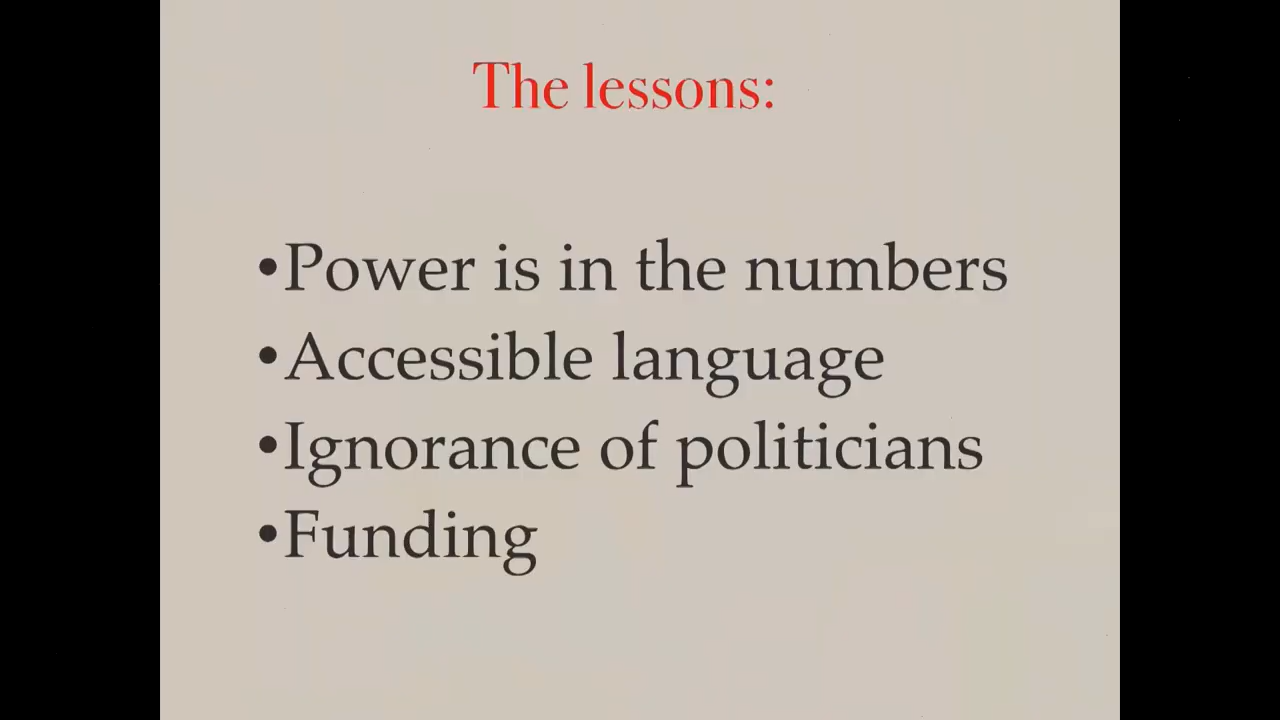 The lessons:
•Power is in the numbers
•Accessible language
•Ignorance of politicians
•Funding